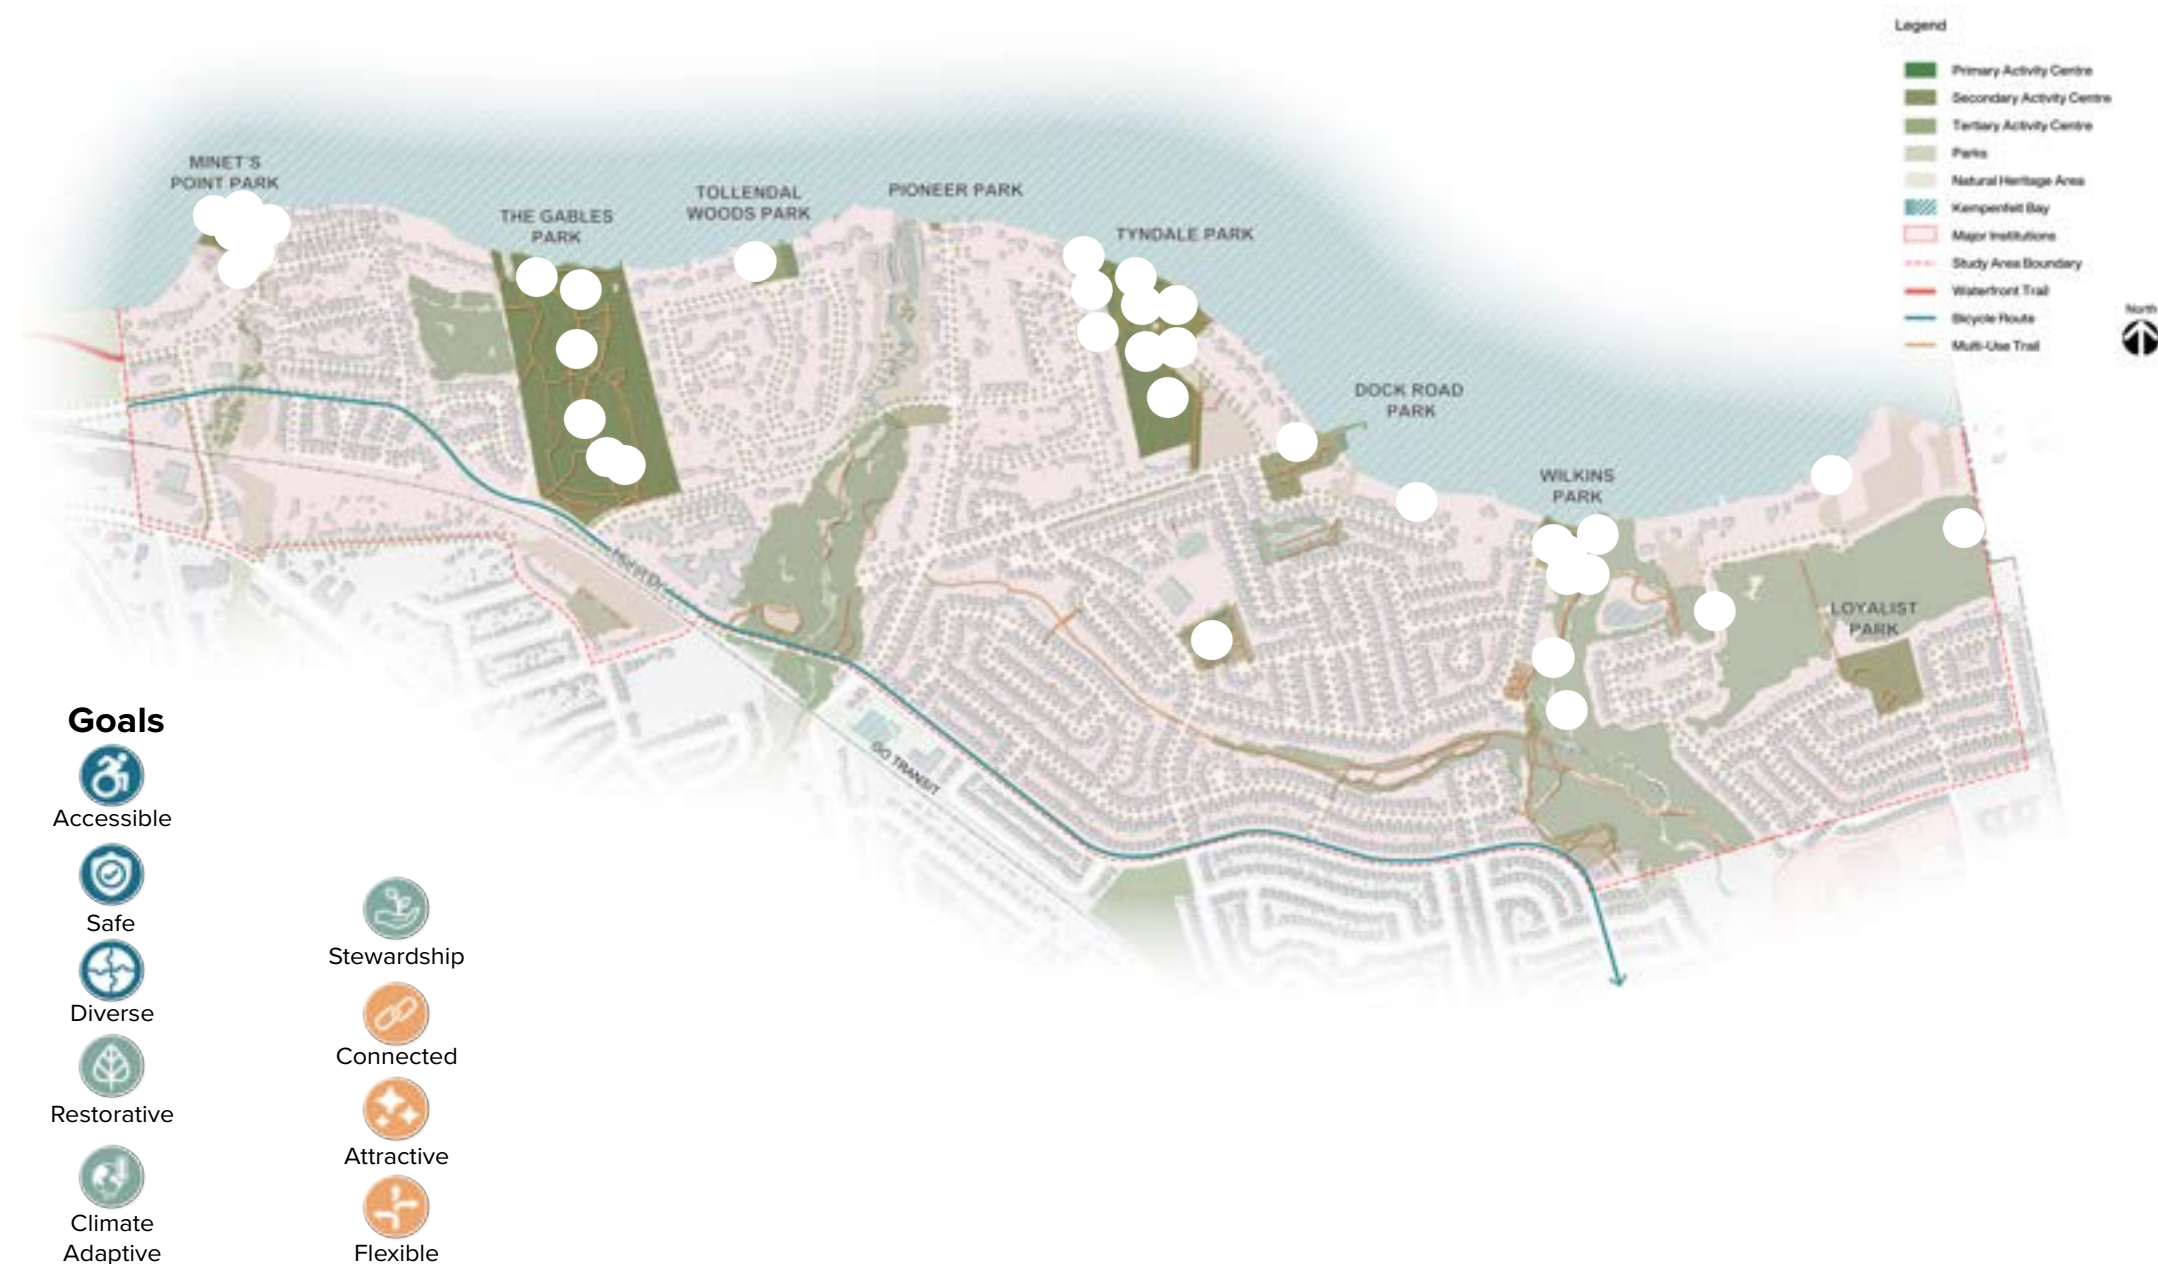 Legend
Primary Activity Centre
Secondary Activity Centre
Tertiary Activity Centre
Parks
Natural Heritage Area
Kempenfelt Bay
Major Institutions
Study Area Boundary
Waterfront Trail
Bicycle Route
Multi-Use Trail
North
MINET'S
POINT PARK
THE GABLES
PARK
TOLLENDAL
WOODS PARK
PIONEER PARK
TYNDALE PARK
DOCK ROAD
PARK
WILKINS
PARK
LOYALIST
PARK
GO TRANSIT
Goals
Accessible
Safe
Diverse
Restorative
Climate
Adaptive
Stewardship
Connected
Attractive
Flexible